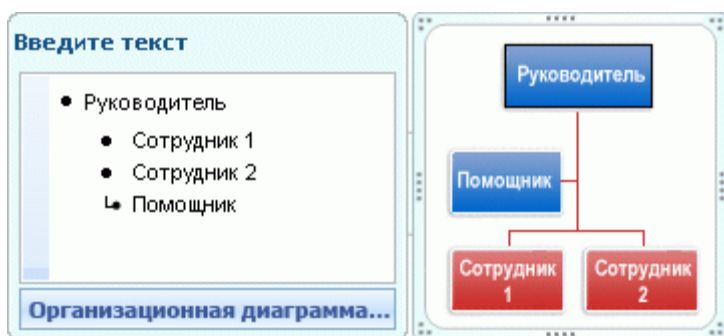 Введите текст
Руководитель
Сотрудник 1
Сотрудник 2
Помощник
Организационная диаграмма...
Руководитель
Помощник
Сотрудник
1
Сотрудник
2